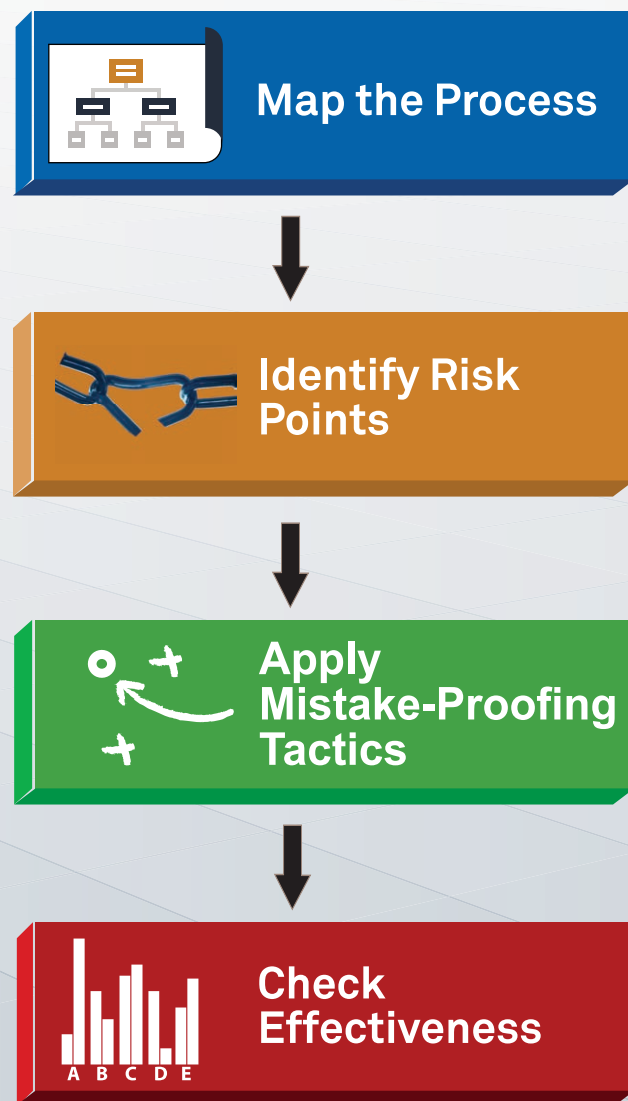 Map the Process
Identify Risk
Points
Apply
Mistake-Proofing
Tactics
Check
Effectiveness
A B C D E